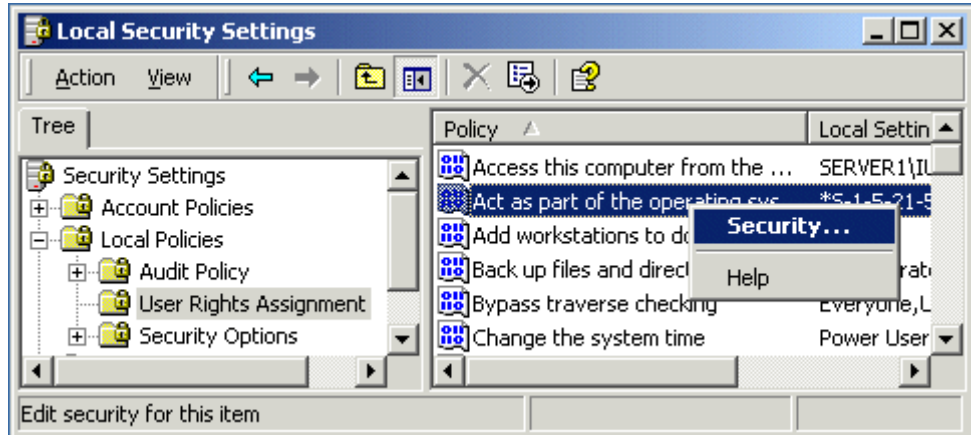 Local Security Settings
Action View
Tree
Security Settings
Account Policies
Local Policies
Audit Policy
User Rights Assignment
Security Options
Policy Local Settin
Access this computer from the ... SERVER1\IU
Act as part of the operating sys *S-1-5-21-5
Add workstations to do
Back up files and direct
Bypass traverse checking Everyone,L
Change the system time Power User
Security...
Help
Edit security for this item